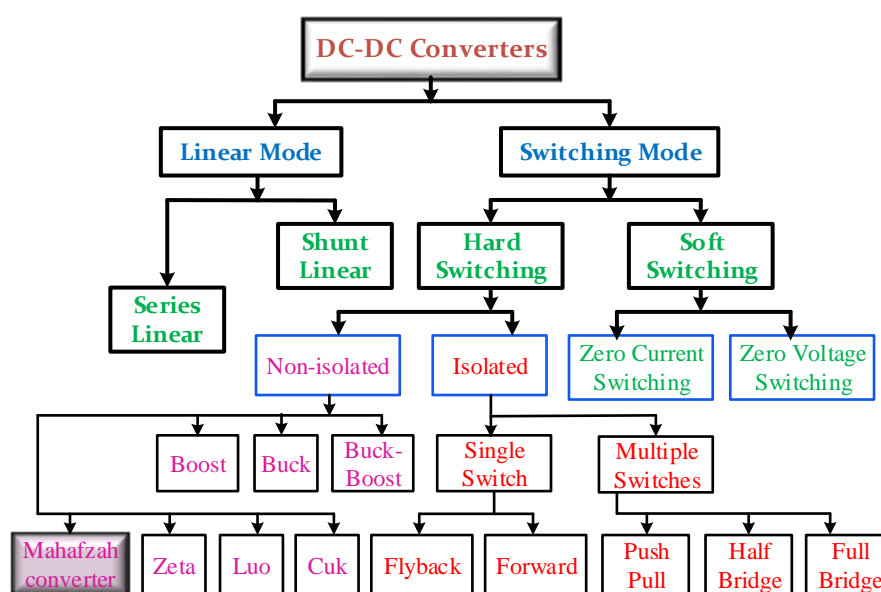 DC-DC Converters
Linear Mode
Switching Mode
Shunt
Linear
Hard
Switching
Soft
Switching
Series
Linear
Non-isolated
Isolated
Zero Current
Switching
Zero Voltage
Switching
Boost
Buck
Buck-
Boost
Single
Switch
Multiple
Switches
Mahafzah
converter
Zeta
Luo
Cuk
Flyback
Forward
Push
Pull
Half
Bridge
Full
Bridge